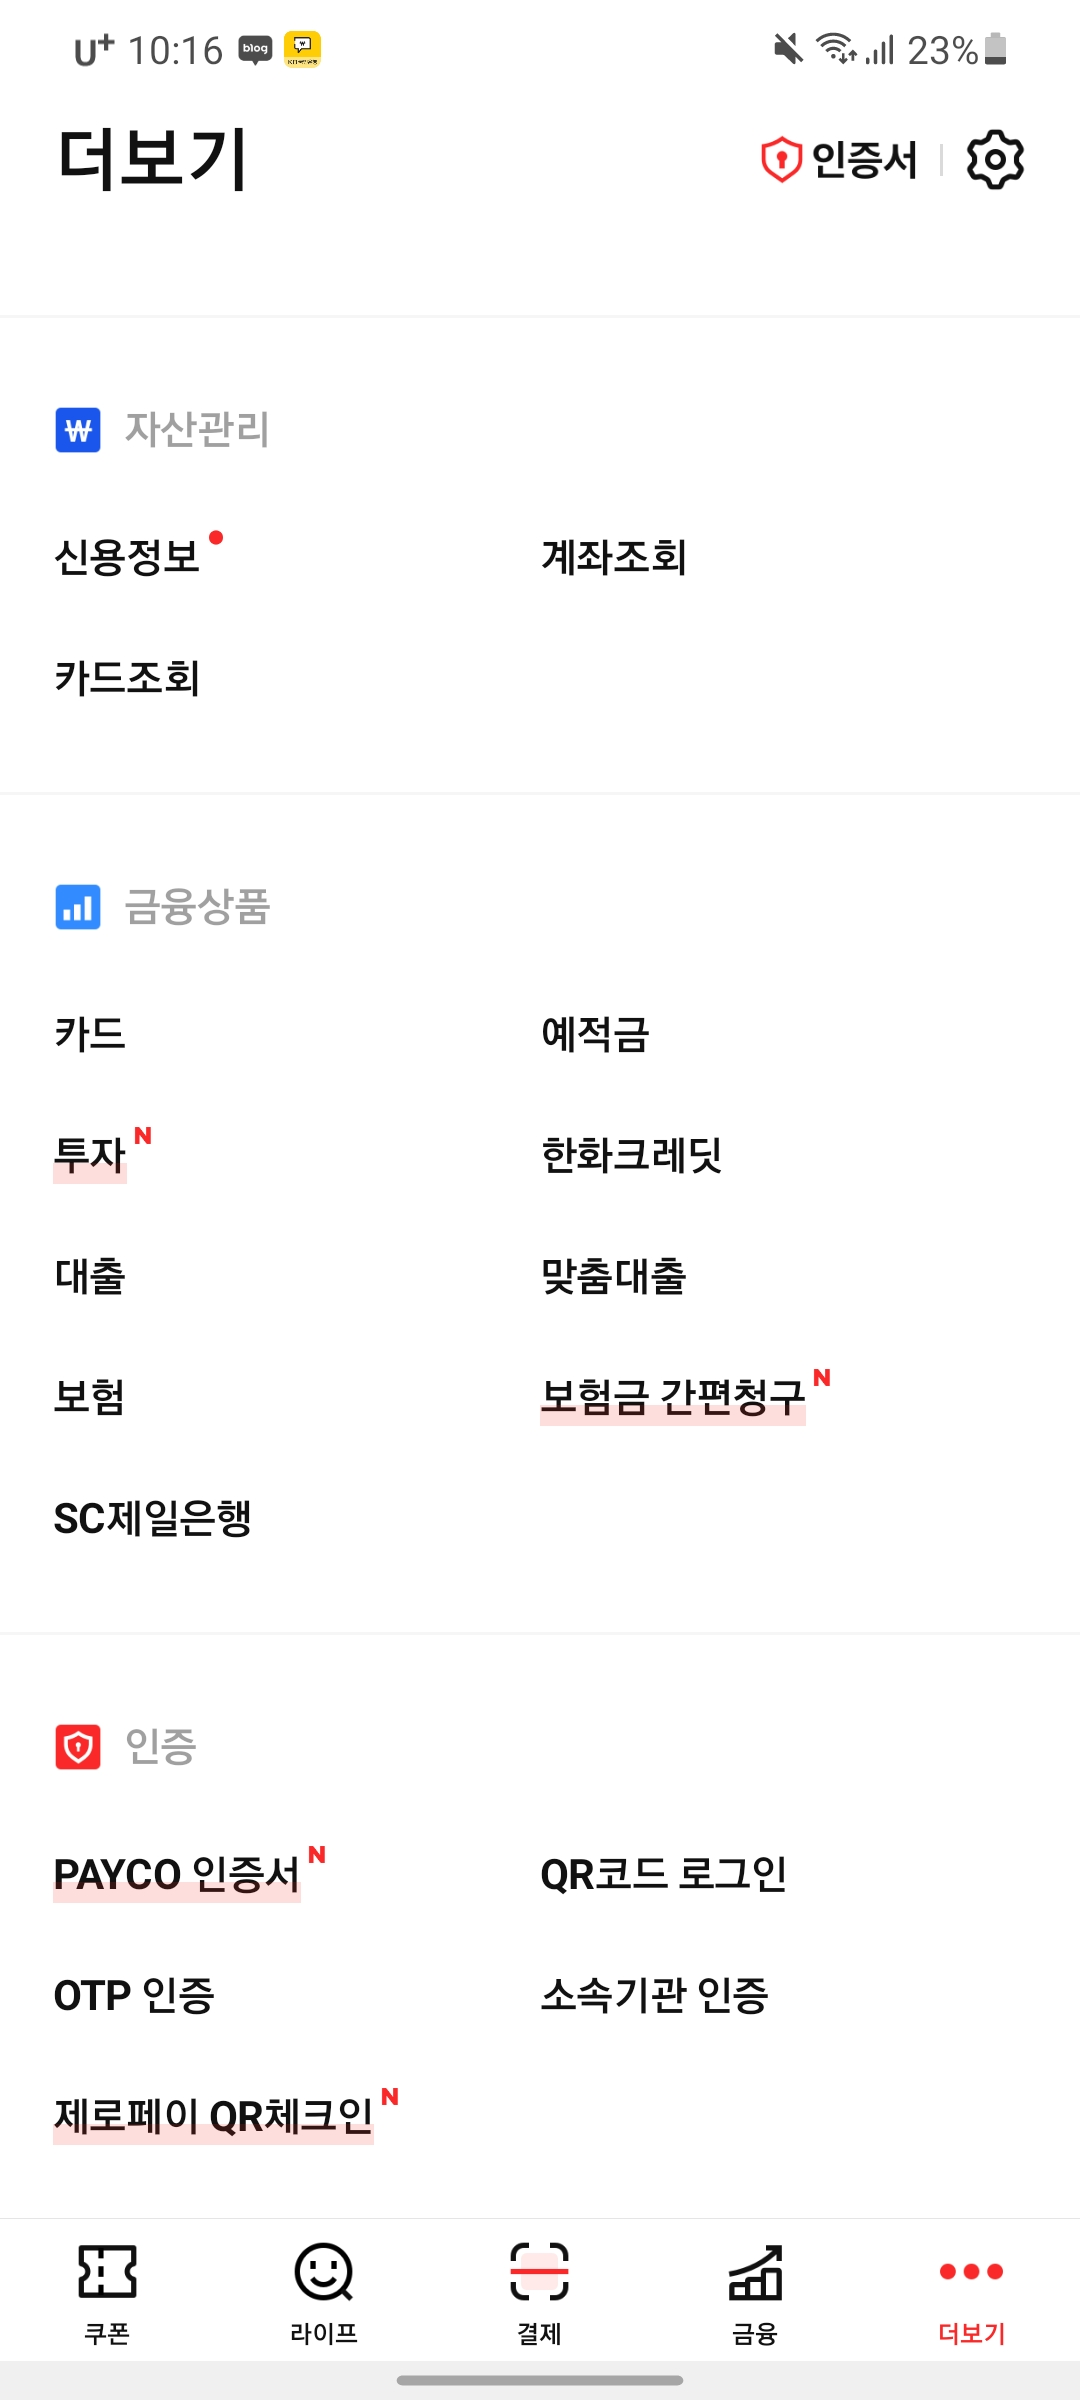 U+ 10:16 blog 23%
더보기 인증서
자산관리
신용정보 계좌조회
카드조회
금융상품
카드 예적금
투자 N 한화크레딧
대출 맞춤대출
보험 보험금 간편청구 N
SC제일은행
인증
PAYCO 인증서 N QR코드 로그인
OTP 인증 소속기관 인증
제로페이 QR체크인 N
쿠폰 라이프 결제 금융 더보기